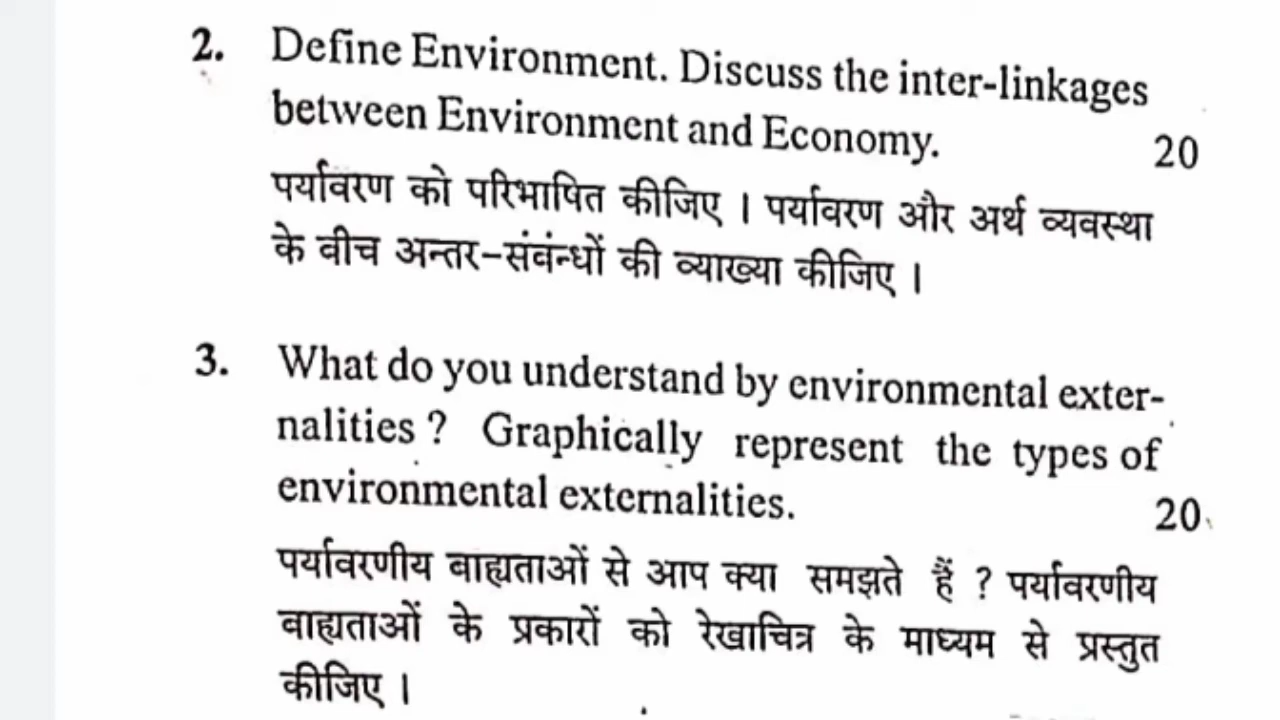 2. Define Environment. Discuss the inter-linkages
between Environment and Economy. 20
पर्यावरण को परिभाषित कीजिए । पर्यावरण और अर्थ व्यवस्था
के वीच अन्तर-संबंन्धों की व्याख्या कीजिए ।
3. What do you understand by environmental exter-
nalities ? Graphically represent the types of
environmental externalities. 20
पर्यावरणीय बाह्यताओं से आप क्या समझते हैं ? पर्यावरणीय
बाह्यताओं के प्रकारों को रेखाचित्र के माध्यम से प्रस्तुत
कीजिए ।